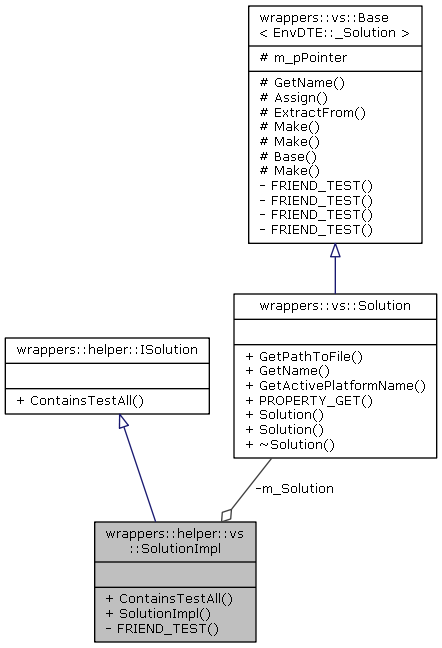 wrappers::vs::Base
< EnvDTE::_Solution >
# m_pPointer
# GetName()
# Assign()
# ExtractFrom()
# Make()
# Make()
# Base()
# Make()
- FRIEND_TEST()
- FRIEND_TEST()
- FRIEND_TEST()
- FRIEND_TEST()
wrappers::vs::Solution
+ GetPathToFile()
+ GetName()
+ GetActivePlatformName()
+ PROPERTY_GET()
+ Solution()
+ Solution()
+ ~Solution()
wrappers::helper::ISolution
+ ContainsTestAll()
-m_Solution
wrappers::helper::vs
::SolutionImpl
+ ContainsTestAll()
+ SolutionImpl()
- FRIEND_TEST()